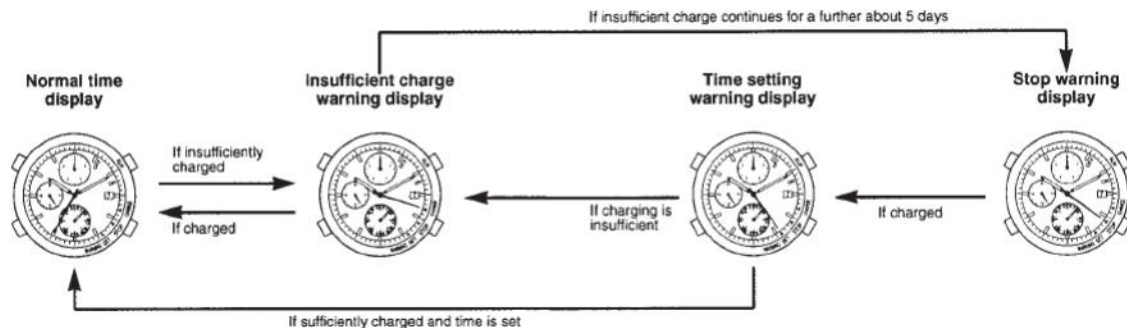 If insufficient charge continues for a further about 5 days
Normal time
display
Insufficient charge
warning display
Time setting
warning display
Stop warning
display
If insufficiently
charged
If charged
If charging is
insufficient
If charged
If sufficiently charged and time is set